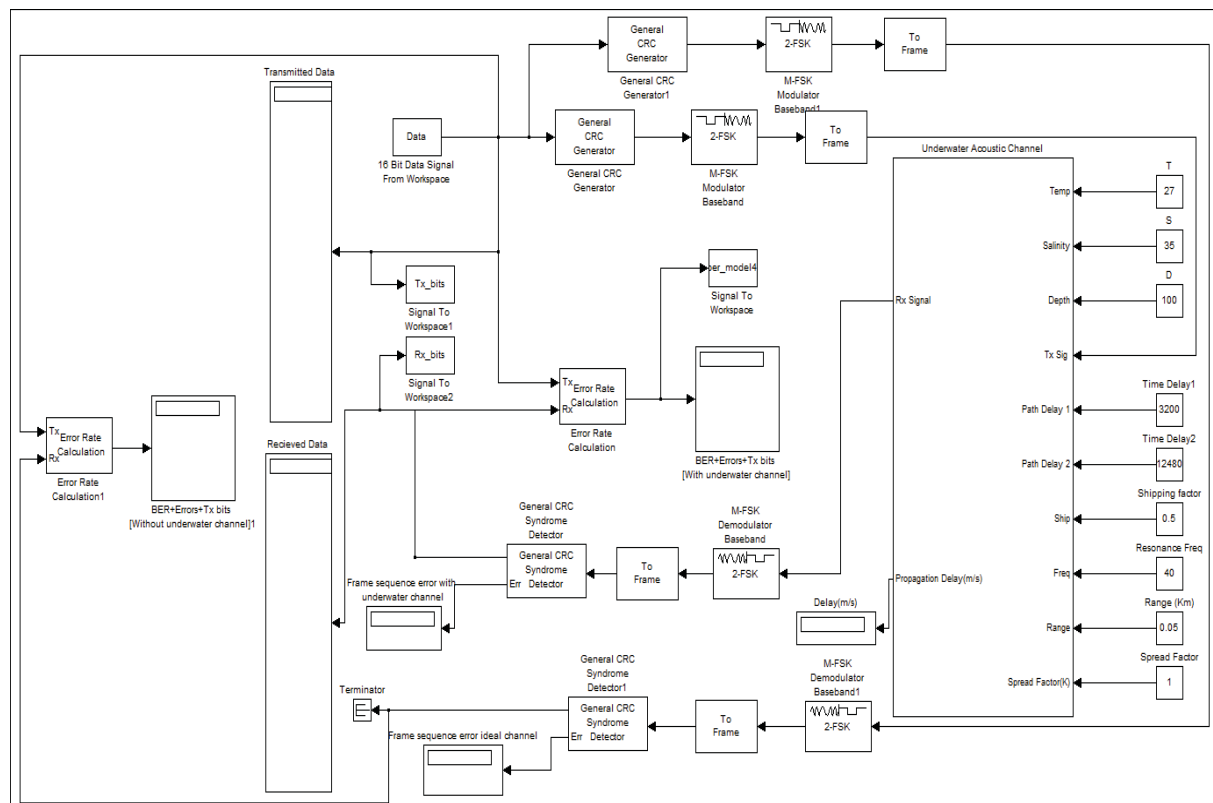 General
CRC
Generator
General CRC
Generator1
2-FSK
M-FSK
Modulator
Baseband1
To
Frame
Transmitted Data
Data
16 Bit Data Signal
From Workspace
General
CRC
Generator
General CRC
Generator
2-FSK
M-FSK
Modulator
Baseband
To
Frame
Underwater Acoustic Channel
Temp
Salinity
Depth
Rx Signal
Tx Sig
Path Delay 1
Path Delay 2
Ship
Freq
Propagation Delay(m/s)
Range
Spread Factor(K)
T
27
S
35
D
100
Time Delay1
3200
Time Delay2
12480
Shipping factor
0.5
Resonance Freq
40
Range (Km)
0.05
Spread Factor
1
Tx_bits
Signal To
Workspace1
Rx_bits
Signal To
Workspace2
ber_model4
Signal To
Workspace
Tx
Rx
Error Rate
Calculation
Error Rate
Calculation
BER+Errors+Tx bits
[With underwater channel]
Tx
Rx
Error Rate
Calculation
Error Rate
Calculation1
BER+Errors+Tx bits
[Without underwater channel]1
Recieved Data
General CRC
Syndrome
Detector
General CRC
Syndrome
Err Detector
To
Frame
M-FSK
Demodulator
Baseband
2-FSK
Frame sequence error with
underwater channel
Delay(m/s)
General CRC
Syndrome
Detector1
General CRC
Syndrome
Err Detector
To
Frame
M-FSK
Demodulator
Baseband1
2-FSK
Terminator
Frame sequence error ideal channel